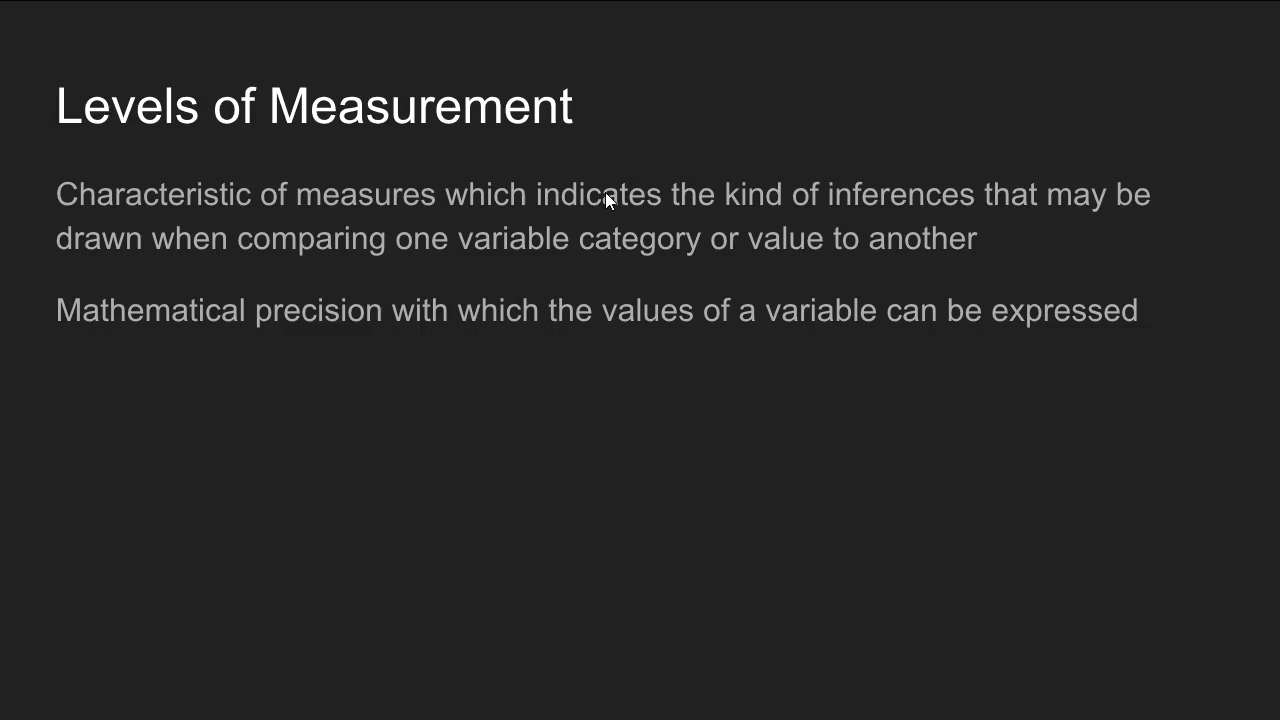 Levels of Measurement
Characteristic of measures which indicates the kind of inferences that may be
drawn when comparing one variable category or value to another
Mathematical precision with which the values of a variable can be expressed